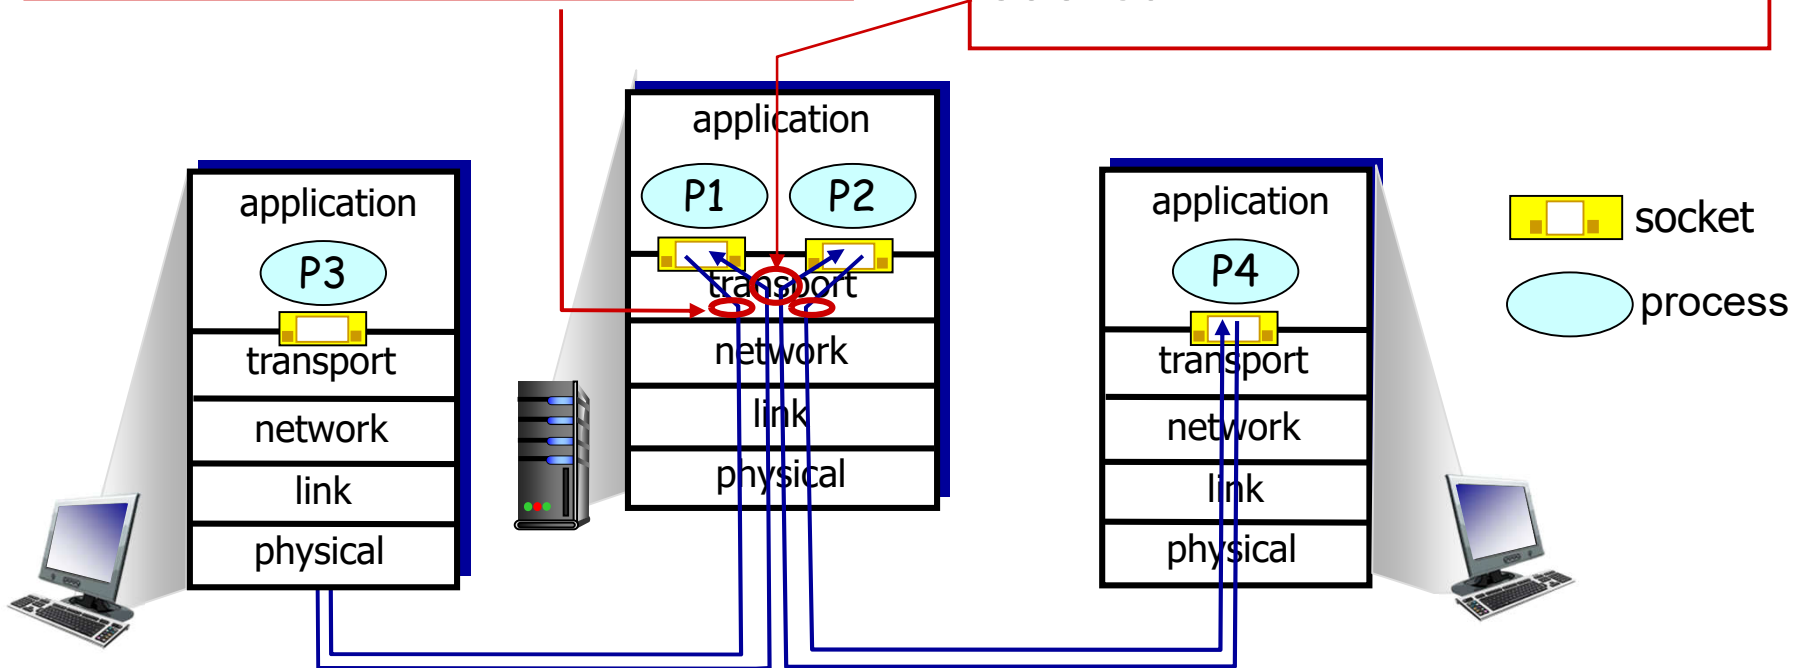 application
P1 P2
transport
network
link
physical
application
P3
transport
network
link
physical
application
P4
transport
network
link
physical
socket
process